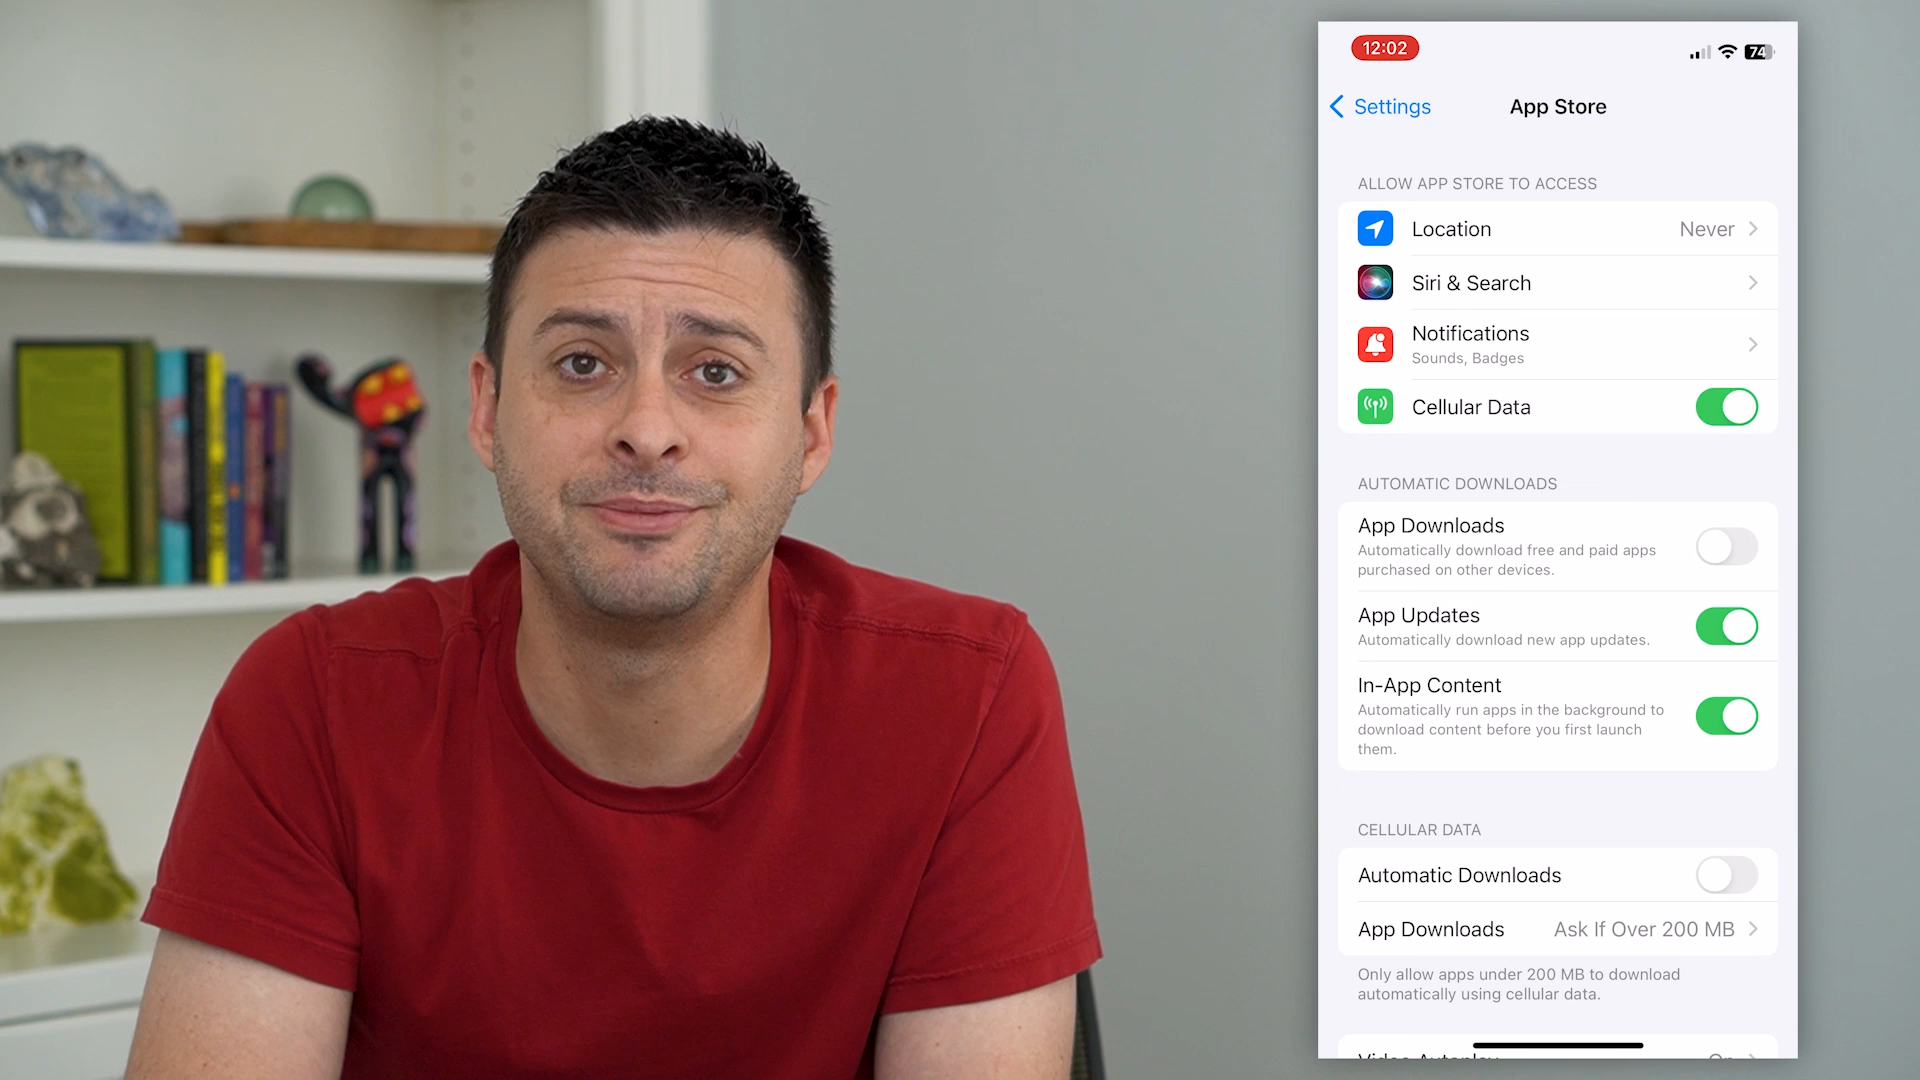 12:02
74
Settings
App Store
ALLOW APP STORE TO ACCESS
Location
Never
Siri & Search
Notifications
Sounds, Badges
Cellular Data
AUTOMATIC DOWNLOADS
App Downloads
Automatically download free and paid apps
purchased on other devices.
App Updates
Automatically download new app updates.
In-App Content
Automatically run apps in the background to
download content before you first launch
them.
CELLULAR DATA
Automatic Downloads
App Downloads
Ask If Over 200 MB
Only allow apps under 200 MB to download
automatically using cellular data.
Video Autoplay
On